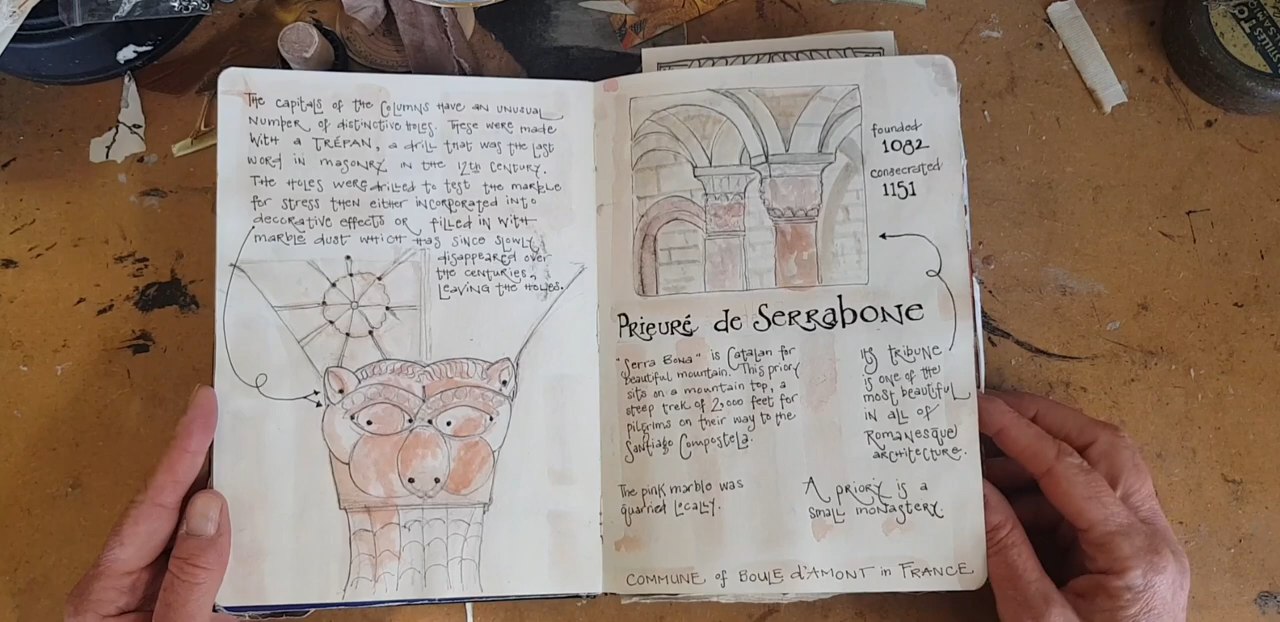 The capitals of the columns have an unusual
number of distinctive holes. These were made
with a TRÉPAN, a drill that was the last
word in masonry in the 12th century.
The holes were drilled to test the marble
for stress then either incorporated into
decorative effects or filled in with
marble dust which has since slowly
disappeared over
the centuries,
leaving the holes.
founded
1082
consecrated
1151
Prieuré de Serrabone
"Serra Bona" is Catalan for
beautiful mountain. This priory
sits on a mountain top, a
steep trek of 2,000 feet for
pilgrims on their way to the
Santiago Compostela.
Its tribune
is one of the
most beautiful
in all of
Romanesque
architecture.
The pink marble was
quarried locally.
A priory is a
small monastery.
COMMUNE of BOULE d'AMONT in FRANCE